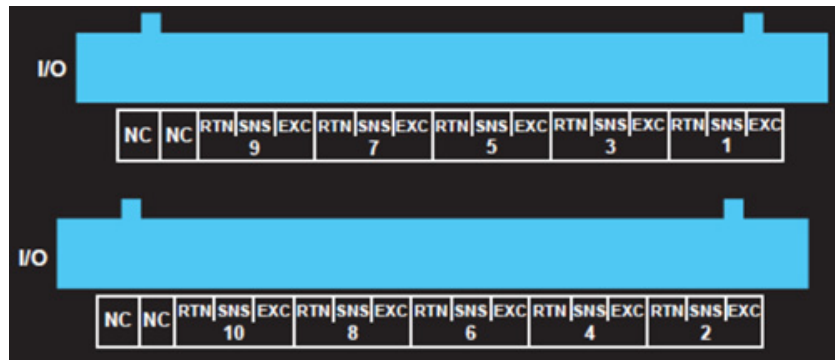 I/O
NC NC RTN SNS EXC RTN SNS EXC RTN SNS EXC RTN SNS EXC RTN SNS EXC
9 7 5 3 1
I/O
NC NC RTN SNS EXC RTN SNS EXC RTN SNS EXC RTN SNS EXC RTN SNS EXC
10 8 6 4 2